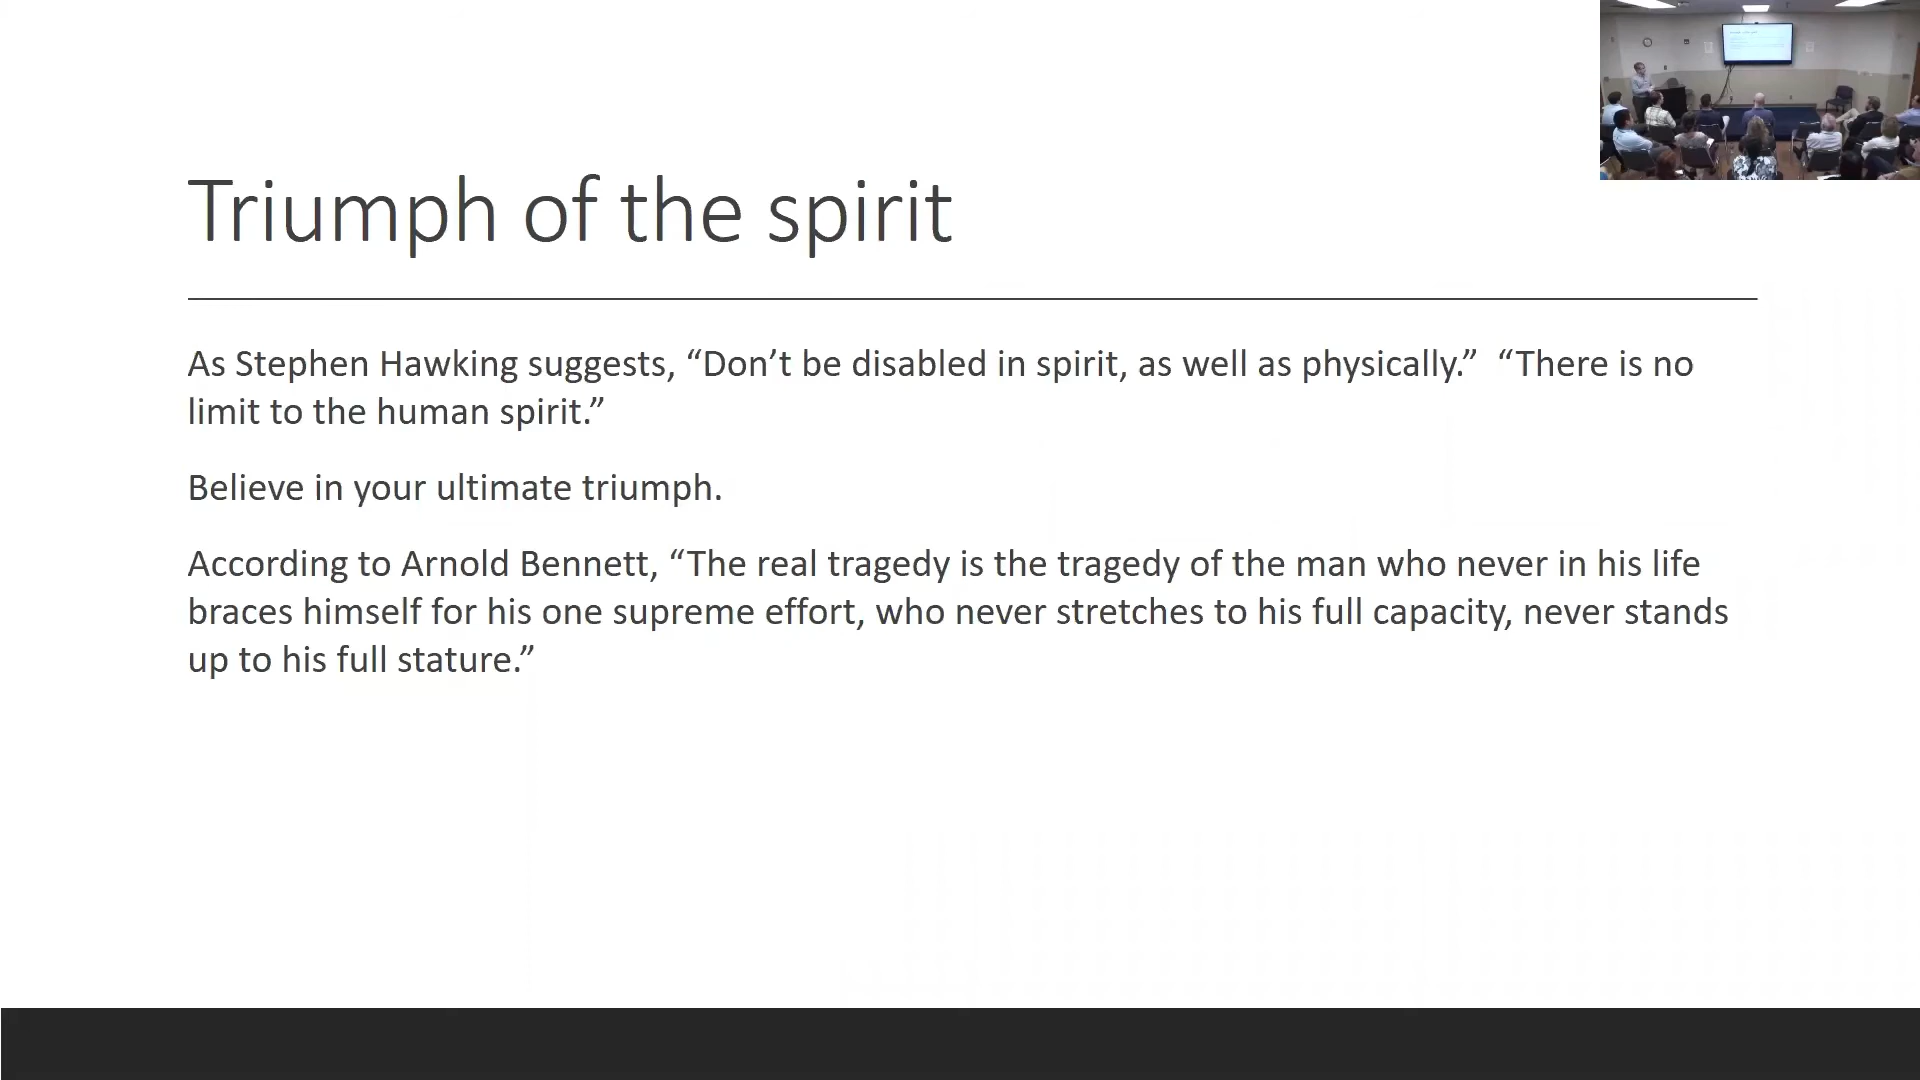 Triumph of the spirit
As Stephen Hawking suggests, “Don’t be disabled in spirit, as well as physically.”  “There is no
limit to the human spirit.”
Believe in your ultimate triumph.
According to Arnold Bennett, “The real tragedy is the tragedy of the man who never in his life
braces himself for his one supreme effort, who never stretches to his full capacity, never stands
up to his full stature.”